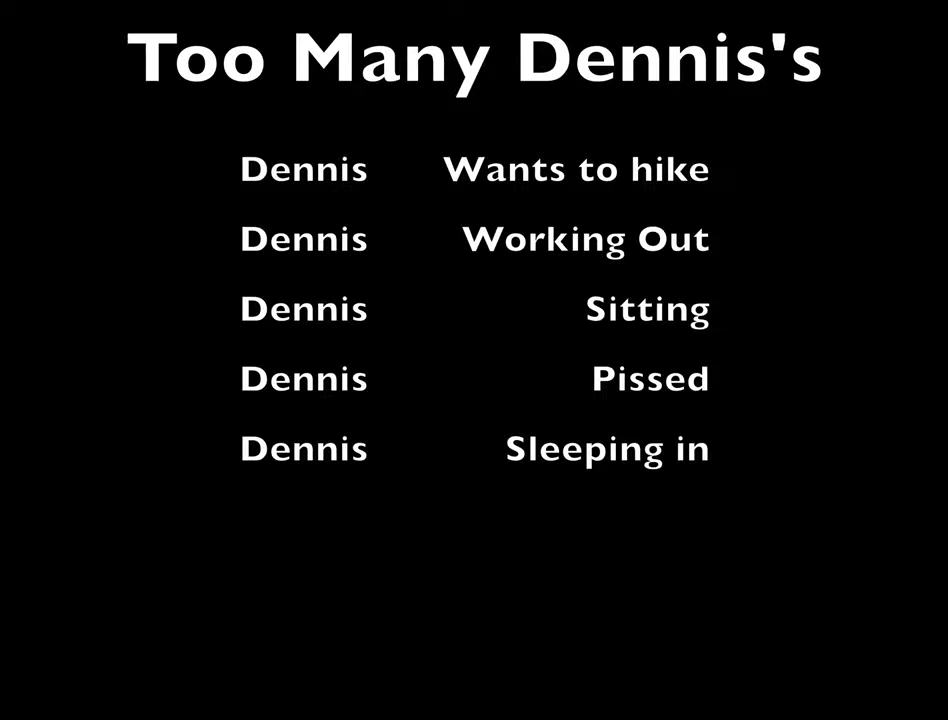 Too Many Dennis's
Dennis Wants to hike
Dennis Working Out
Dennis Sitting
Dennis Pissed
Dennis Sleeping in